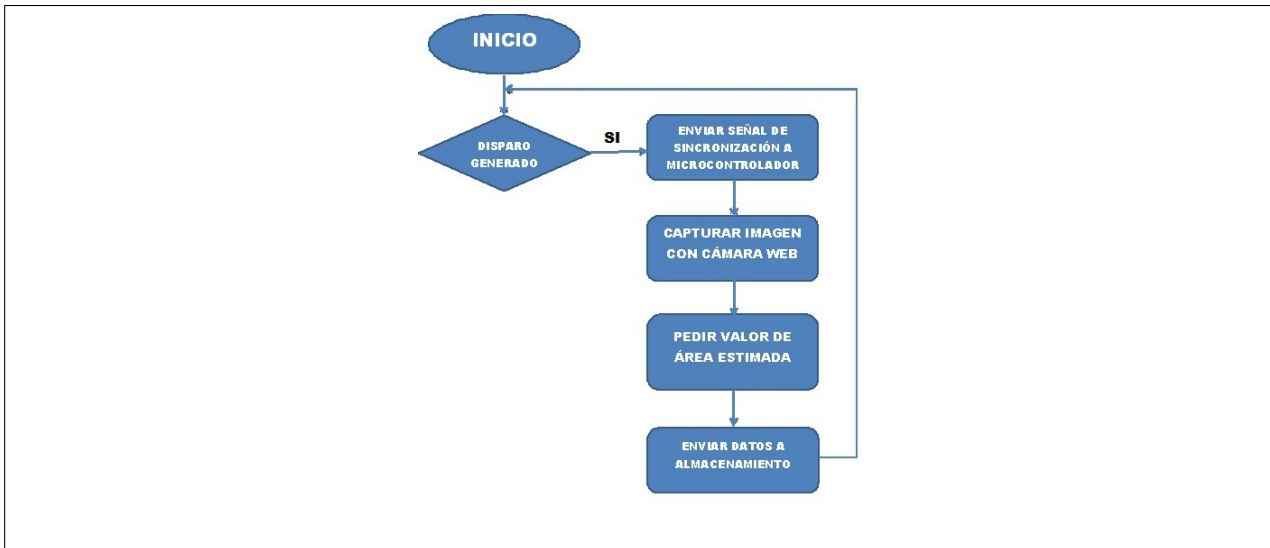 INICIO
DISPARO
GENERADO
SI
ENVIAR SEÑAL DE
SINCRONIZACIÓN A
MICROCONTROLADOR
CAPTURAR IMAGEN
CON CÁMARA WEB
PEDIR VALOR DE
ÁREA ESTIMADA
ENVIAR DATOS A
ALMACENAMIENTO